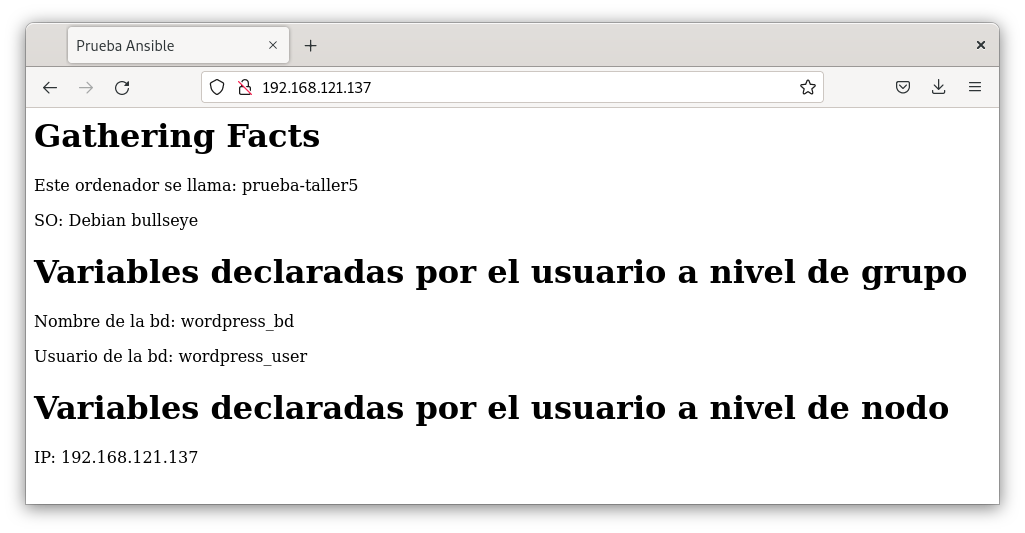 Prueba Ansible
192.168.121.137
Gathering Facts
Este ordenador se llama: prueba-taller5
SO: Debian bullseye
Variables declaradas por el usuario a nivel de grupo
Nombre de la bd: wordpress_bd
Usuario de la bd: wordpress_user
Variables declaradas por el usuario a nivel de nodo
IP: 192.168.121.137